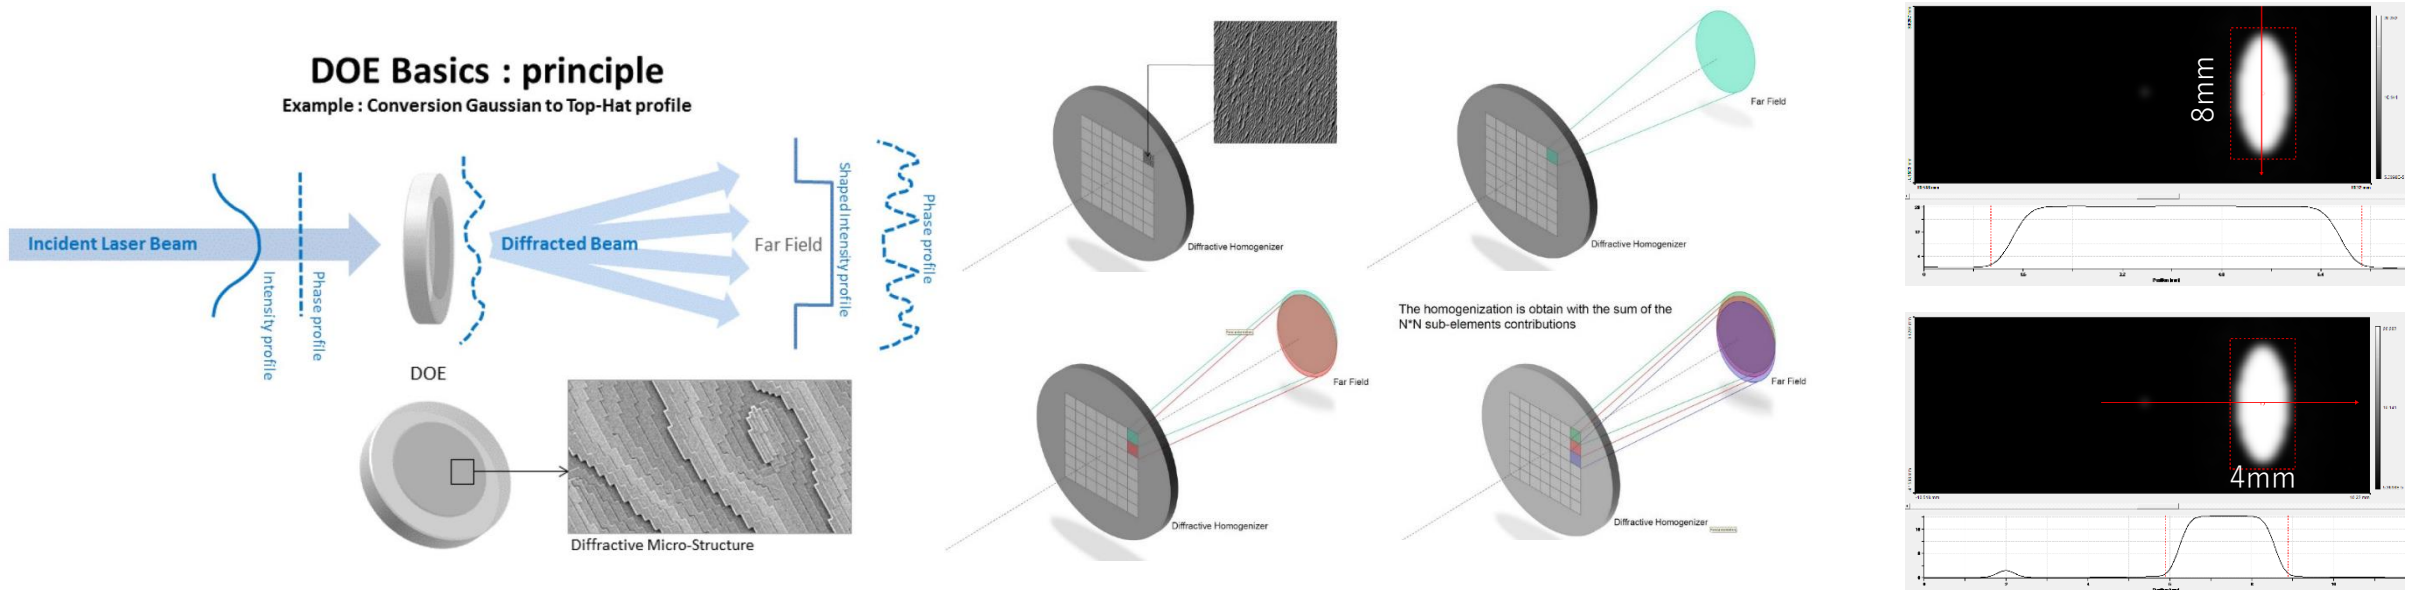 DOE Basics : principle
Example : Conversion Gaussian to Top-Hat profile
Incident Laser Beam
Intensity profile
Phase profile
DOE
Diffracted Beam
Far Field
Shaped Intensity profile
Phase profile
Diffractive Micro-Structure
Diffractive Homogenizer
Far Field
Diffractive Homogenizer
Far Field
Diffractive Homogenizer
The homogenization is obtain with the sum of the
N*N sub-elements contributions
Far Field
Diffractive Homogenizer
8mm
4mm